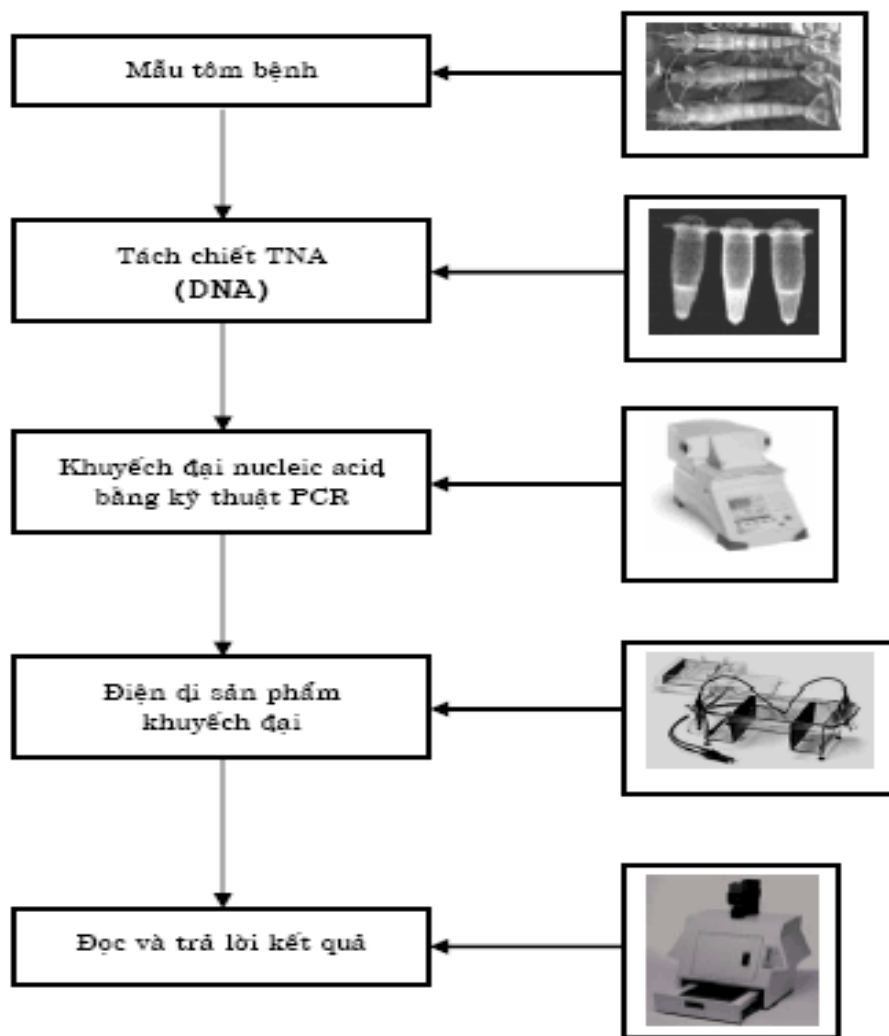 Mẫu tôm bệnh
Tách chiết TNA
(DNA)
Khuyếch đại nucleic acid
bằng kỹ thuật PCR
Điện di sản phẩm
khuyếch đại
Đọc và trả lời kết quả